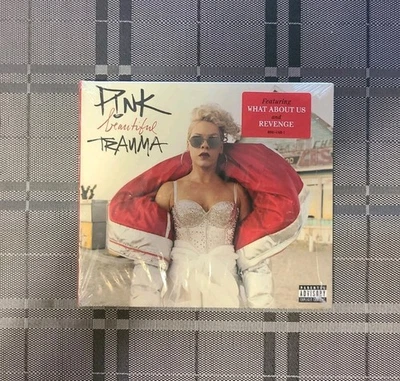 P!nk
beautiful
TRAUMA
Featuring
WHAT ABOUT US
and
REVENGE
PARENTAL
ADVISORY
EXPLICIT CONTENT